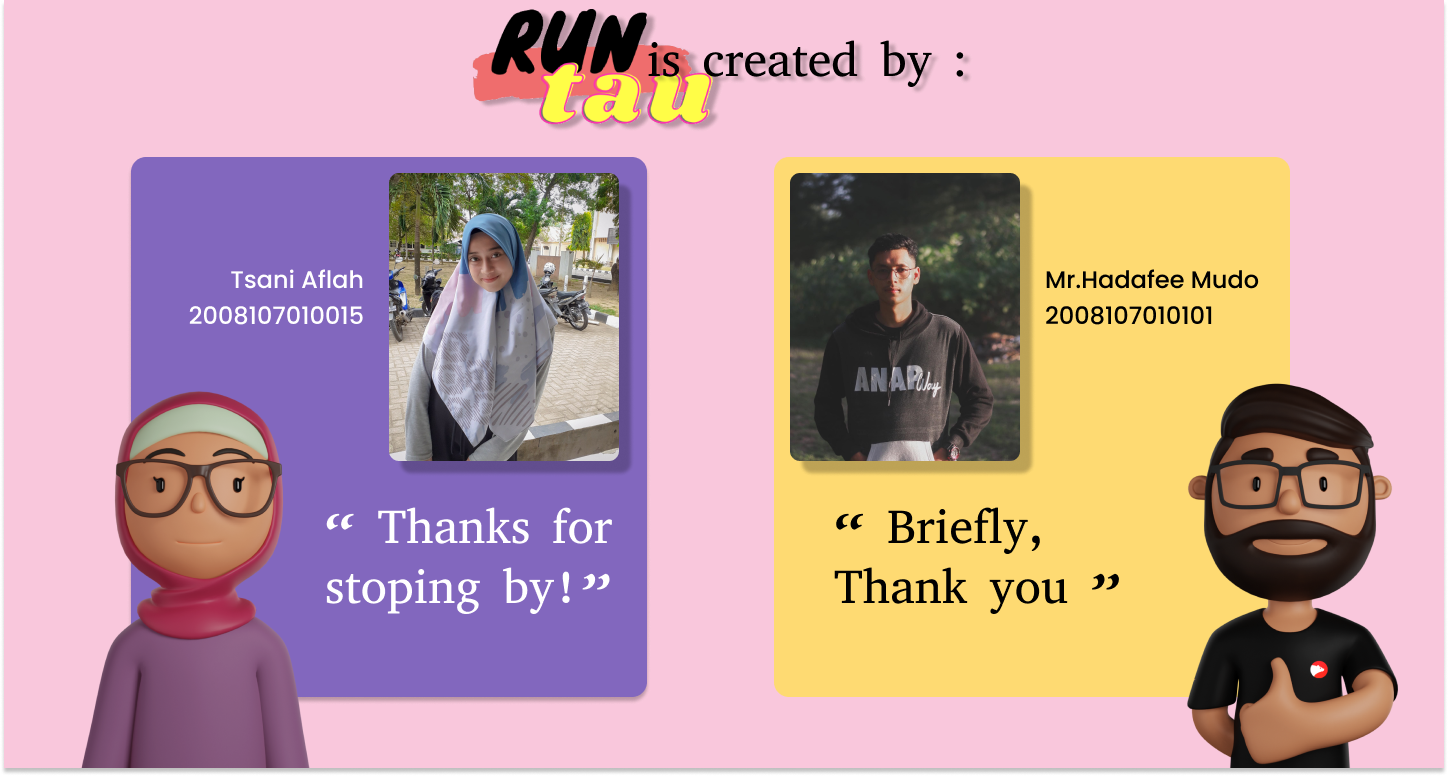 RUN is created by :
tau
Tsani Aflah
2008107010015
“ Thanks for
stoping by!”
Mr.Hadafee Mudo
2008107010101
ANAP Way
“ Briefly,
Thank you ”